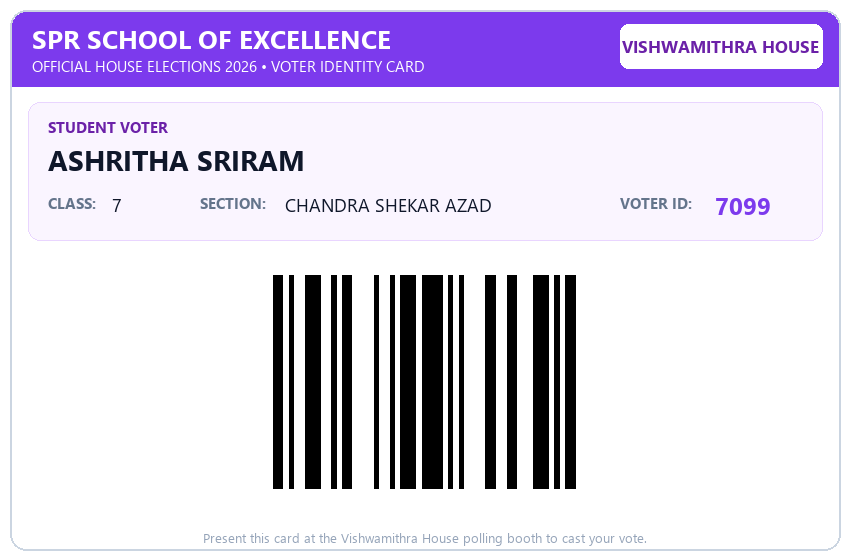 SPR SCHOOL OF EXCELLENCE
OFFICIAL HOUSE ELECTIONS 2026 • VOTER IDENTITY CARD
VISHWAMITHRA HOUSE
STUDENT VOTER
ASHRITHA SRIRAM
CLASS: 7 SECTION: CHANDRA SHEKAR AZAD VOTER ID: 7099
Present this card at the Vishwamithra House polling booth to cast your vote.